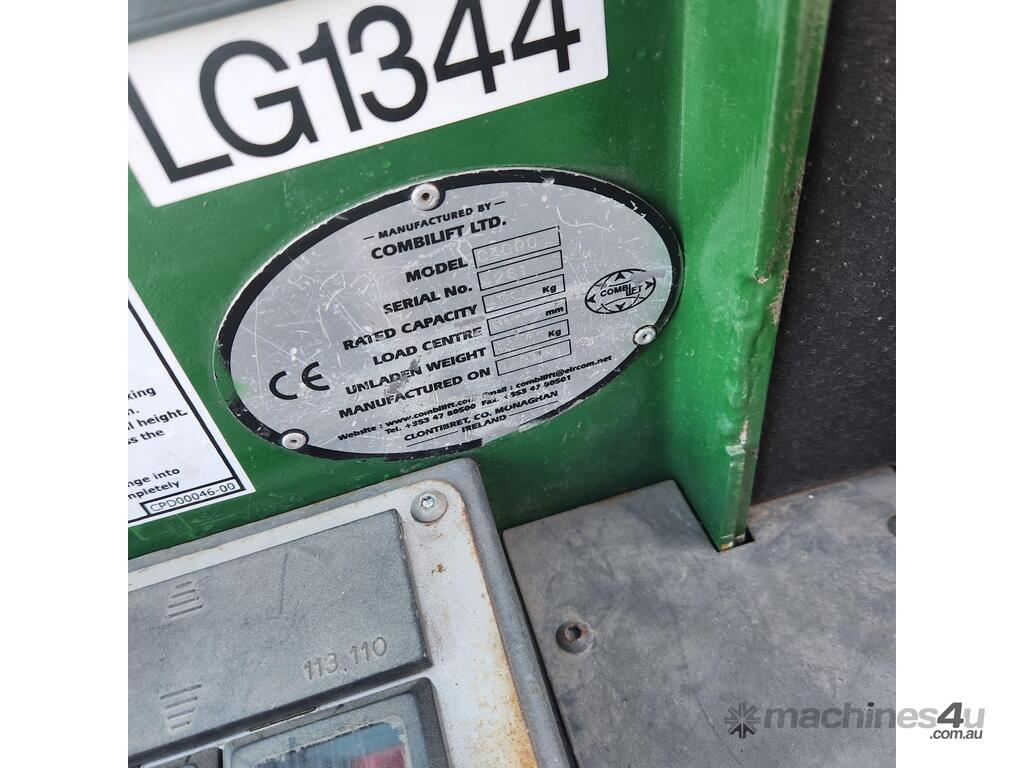 LG1344
— MANUFACTURED BY —
COMBILIFT LTD.
MODEL
SERIAL No.
RATED CAPACITY Kg
LOAD CENTRE mm
UNLADEN WEIGHT Kg
MANUFACTURED ON
Website : www.combilift.com Email : combilift@eircom.net
Tel. +353 47 80500 Fax. +353 47 80501
CLONTIBRET, CO. MONAGHAN
— IRELAND —
COMBILIFT
CE
king
l height.
s the
nge into
mpletely
CPD00046-00
113.110
machines4u
.com.au